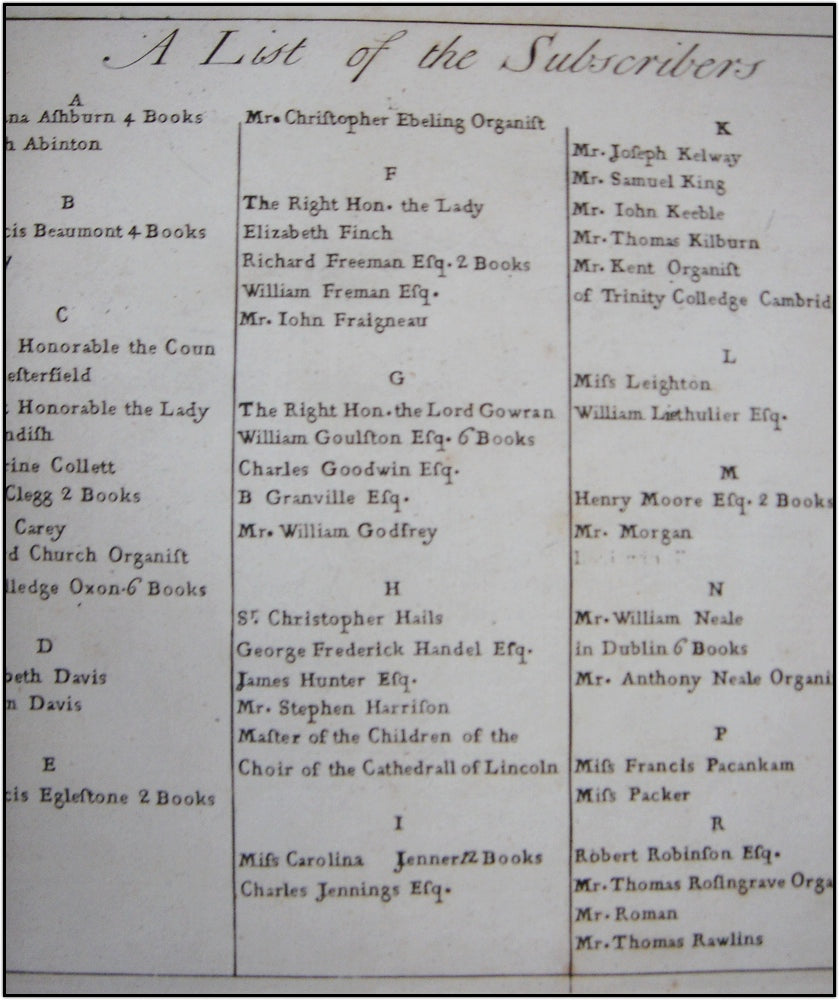 A List of the Subscribers
A
na Aſhburn 4 Books
h Abinton
B
cis Beaumont 4 Books
y
C
Honorable the Coun
eſterfield
Honorable the Lady
ndiſh
rine Collett
Clegg 2 Books
Carey
d Church Organiſt
lledge Oxon. 6 Books
D
beth Davis
n Davis
E
cis Egleſtone 2 Books
Mr. Chriſtopher Ebeling Organiſt
F
The Right Hon. the Lady
Elizabeth Finch
Richard Freeman Eſq. 2 Books
William Freman Eſq.
Mr. Iohn Fraigneau
G
The Right Hon. the Lord Gowran
William Goulſton Eſq. 6 Books
Charles Goodwin Eſq.
B Granville Eſq.
Mr. William Godfrey
H
Sr. Christopher Hails
George Frederick Handel Eſq.
James Hunter Eſq.
Mr. Stephen Harriſon
Maſter of the Children of the
Choir of the Cathedrall of Lincoln
I
Miſs Carolina Jenner 12 Books
Charles Jennings Eſq.
K
Mr. Joſeph Kelway
Mr. Samuel King
Mr. Iohn Keeble
Mr. Thomas Kilburn
Mr. Kent Organiſt
of Trinity Colledge Cambrid
L
Miſs Leighton
William Liethulier Eſq.
M
Henry Moore Eſq. 2 Books
Mr. Morgan
N
Mr. William Neale
in Dublin 6 Books
Mr. Anthony Neale Organi
P
Miſs Francis Pacankam
Miſs Packer
R
Robert Robinſon Eſq.
Mr. Thomas Roſingrave Orga
Mr. Roman
Mr. Thomas Rawlins